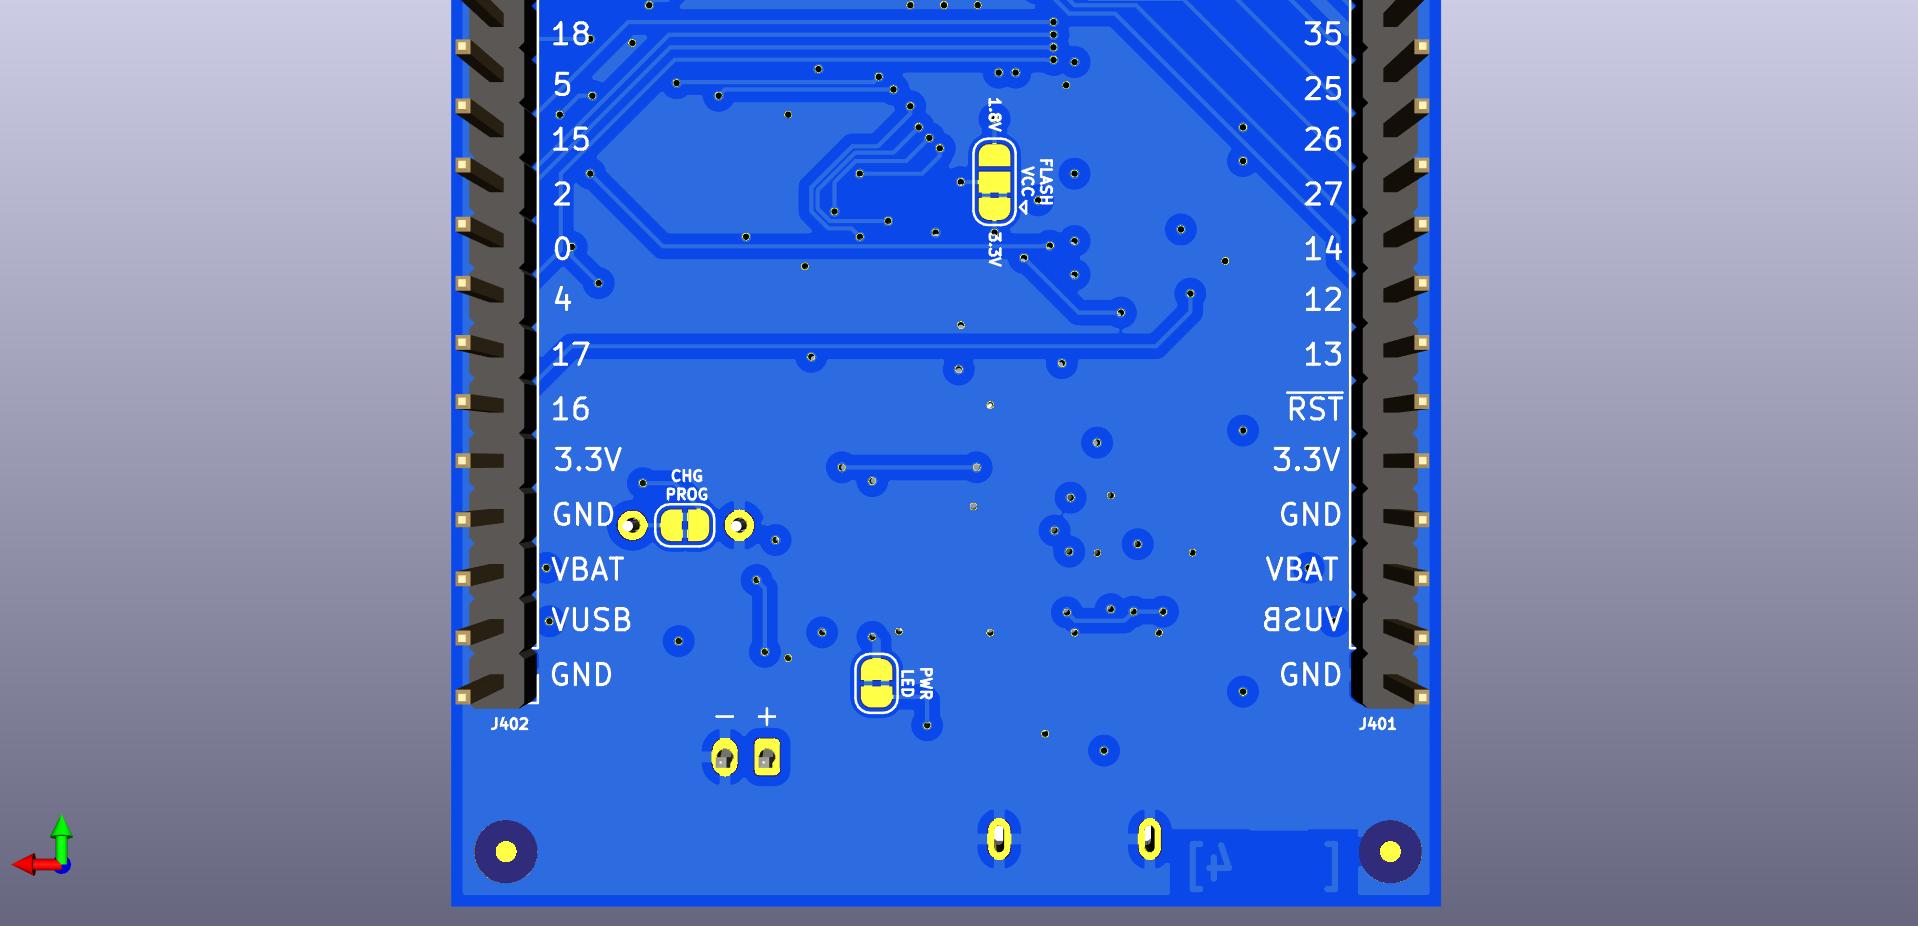 18
5
15
2
0
4
17
16
3.3V
GND
VBAT
VUSB
GND
J402
CHG
PROG
1.8V
FLASH
VCC
3.3V
PWR
LED
- +
35
25
26
27
14
12
13
RST
3.3V
GND
VBAT
VUSB
GND
J401
[4 ]